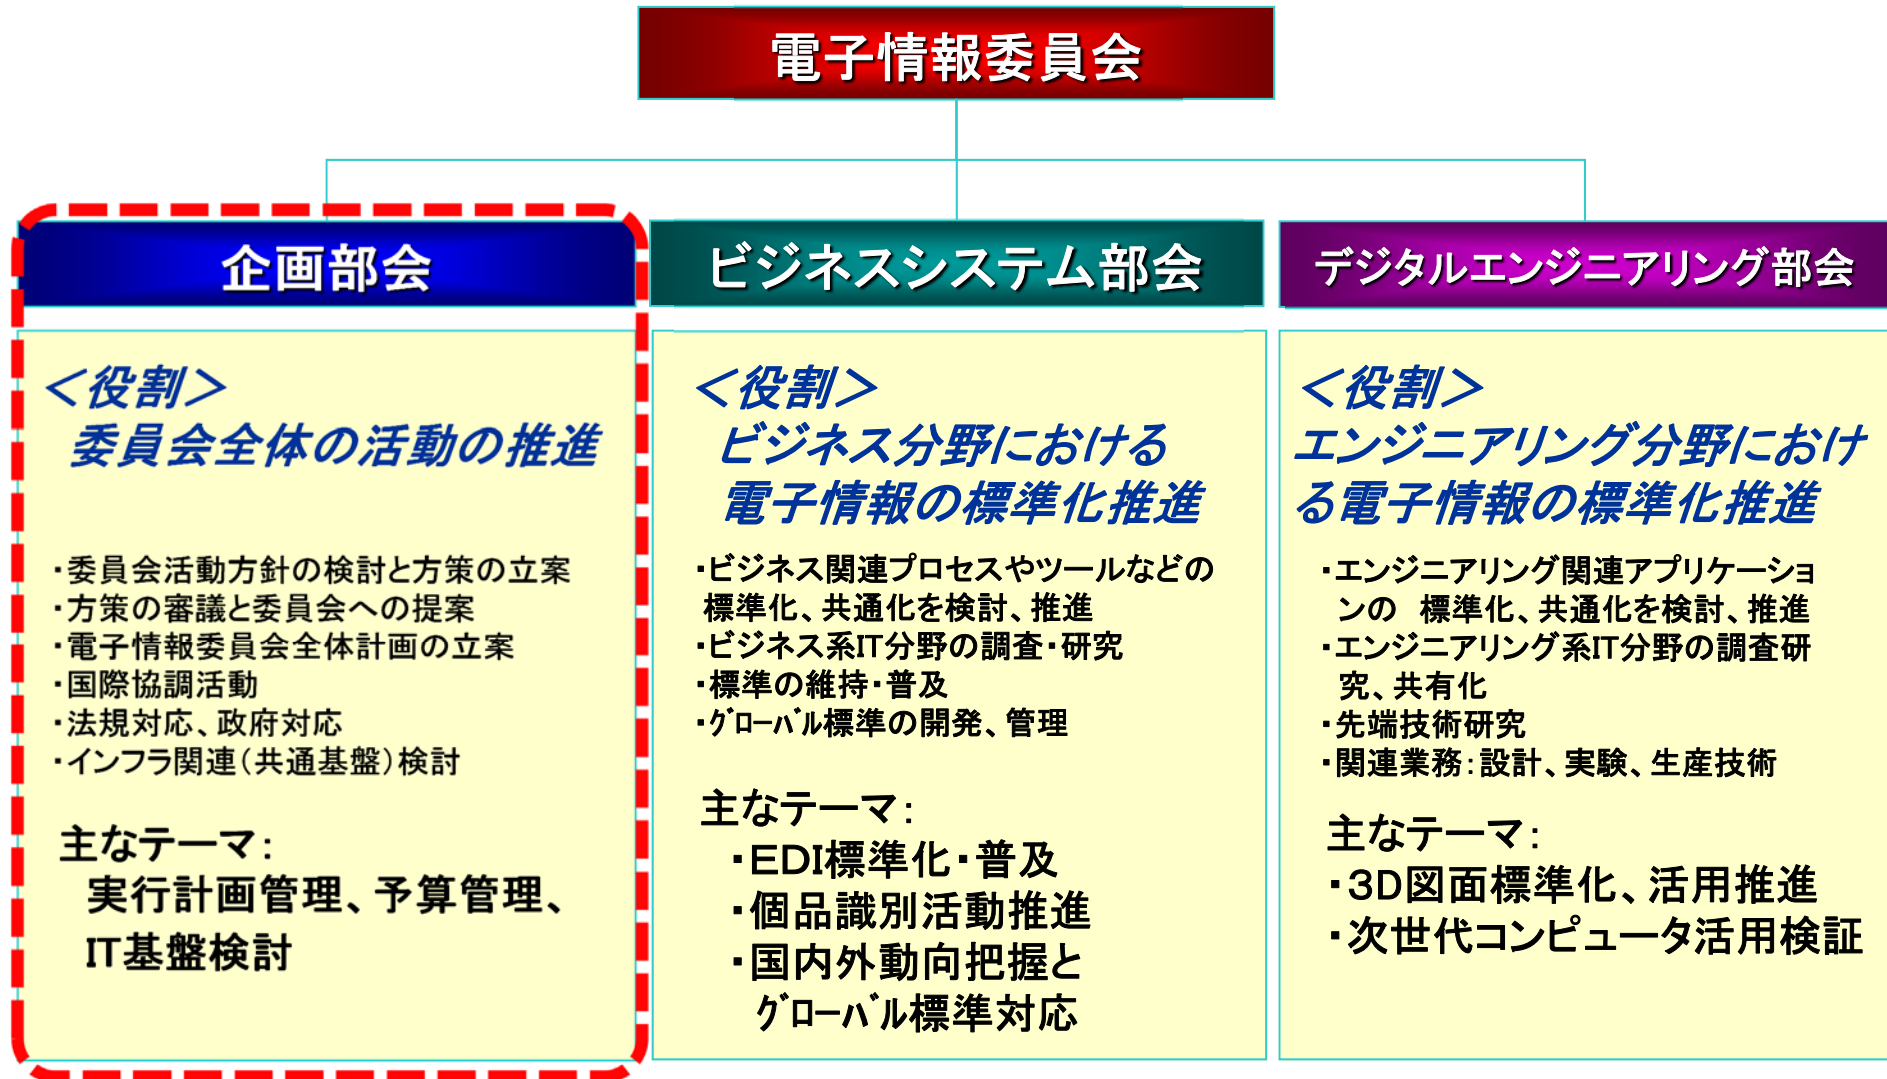 電子情報委員会
企画部会
＜役割＞
委員会全体の活動の推進
・委員会活動方針の検討と方策の立案
・方策の審議と委員会への提案
・電子情報委員会全体計画の立案
・国際協調活動
・法規対応、政府対応
・インフラ関連（共通基盤）検討
主なテーマ：
実行計画管理、予算管理、
IT基盤検討
ビジネスシステム部会
＜役割＞
ビジネス分野における
電子情報の標準化推進
・ビジネス関連プロセスやツールなどの
標準化、共通化を検討、推進
・ビジネス系IT分野の調査・研究
・標準の維持・普及
・ｸﾞﾛｰﾊﾞﾙ標準の開発、管理
主なテーマ：
・EDI標準化・普及
・個品識別活動推進
・国内外動向把握と
ｸﾞﾛｰﾊﾞﾙ標準対応
デジタルエンジニアリング部会
＜役割＞
エンジニアリング分野におけ
る電子情報の標準化推進
・エンジニアリング関連アプリケーショ
ンの　標準化、共通化を検討、推進
・エンジニアリング系IT分野の調査研
究、共有化
・先端技術研究
・関連業務：設計、実験、生産技術
主なテーマ：
・３D図面標準化、活用推進
・次世代コンピュータ活用検証